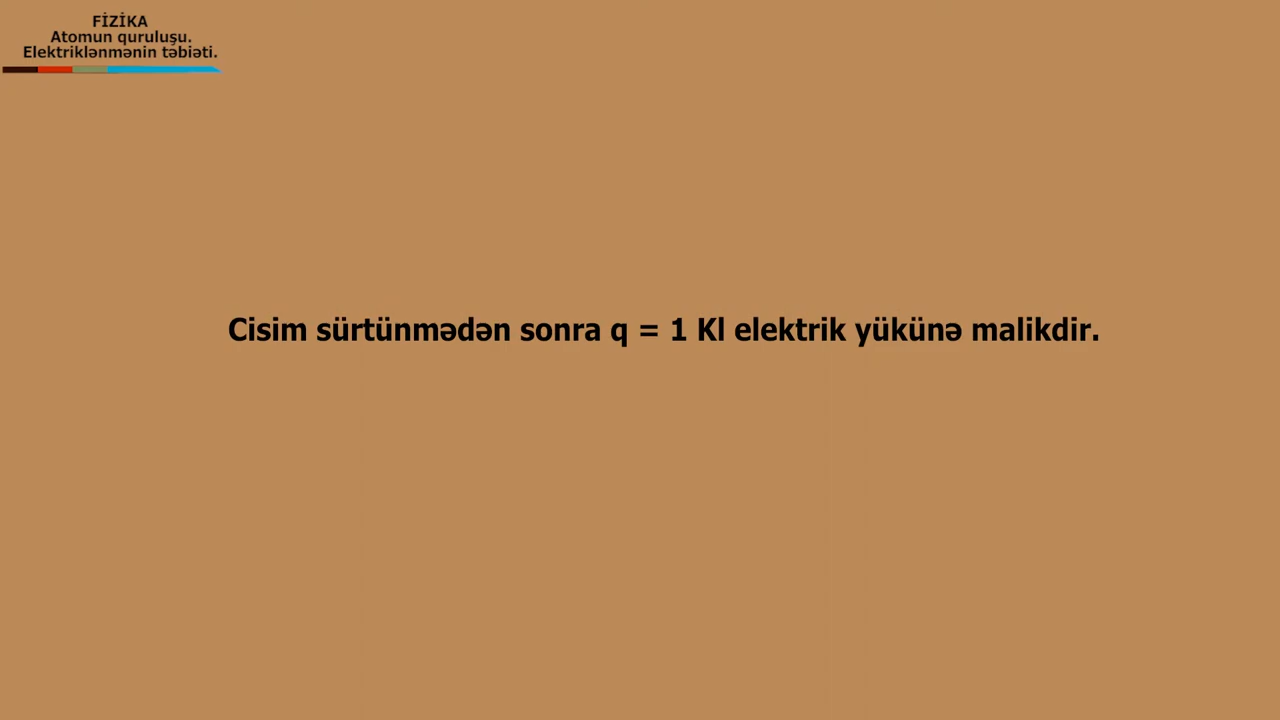 FİZİKA
Atomun quruluşu.
Elektriklənmənin təbiəti.
Cisim sürtünmədən sonra q = 1 Kl elektrik yükünə malikdir.